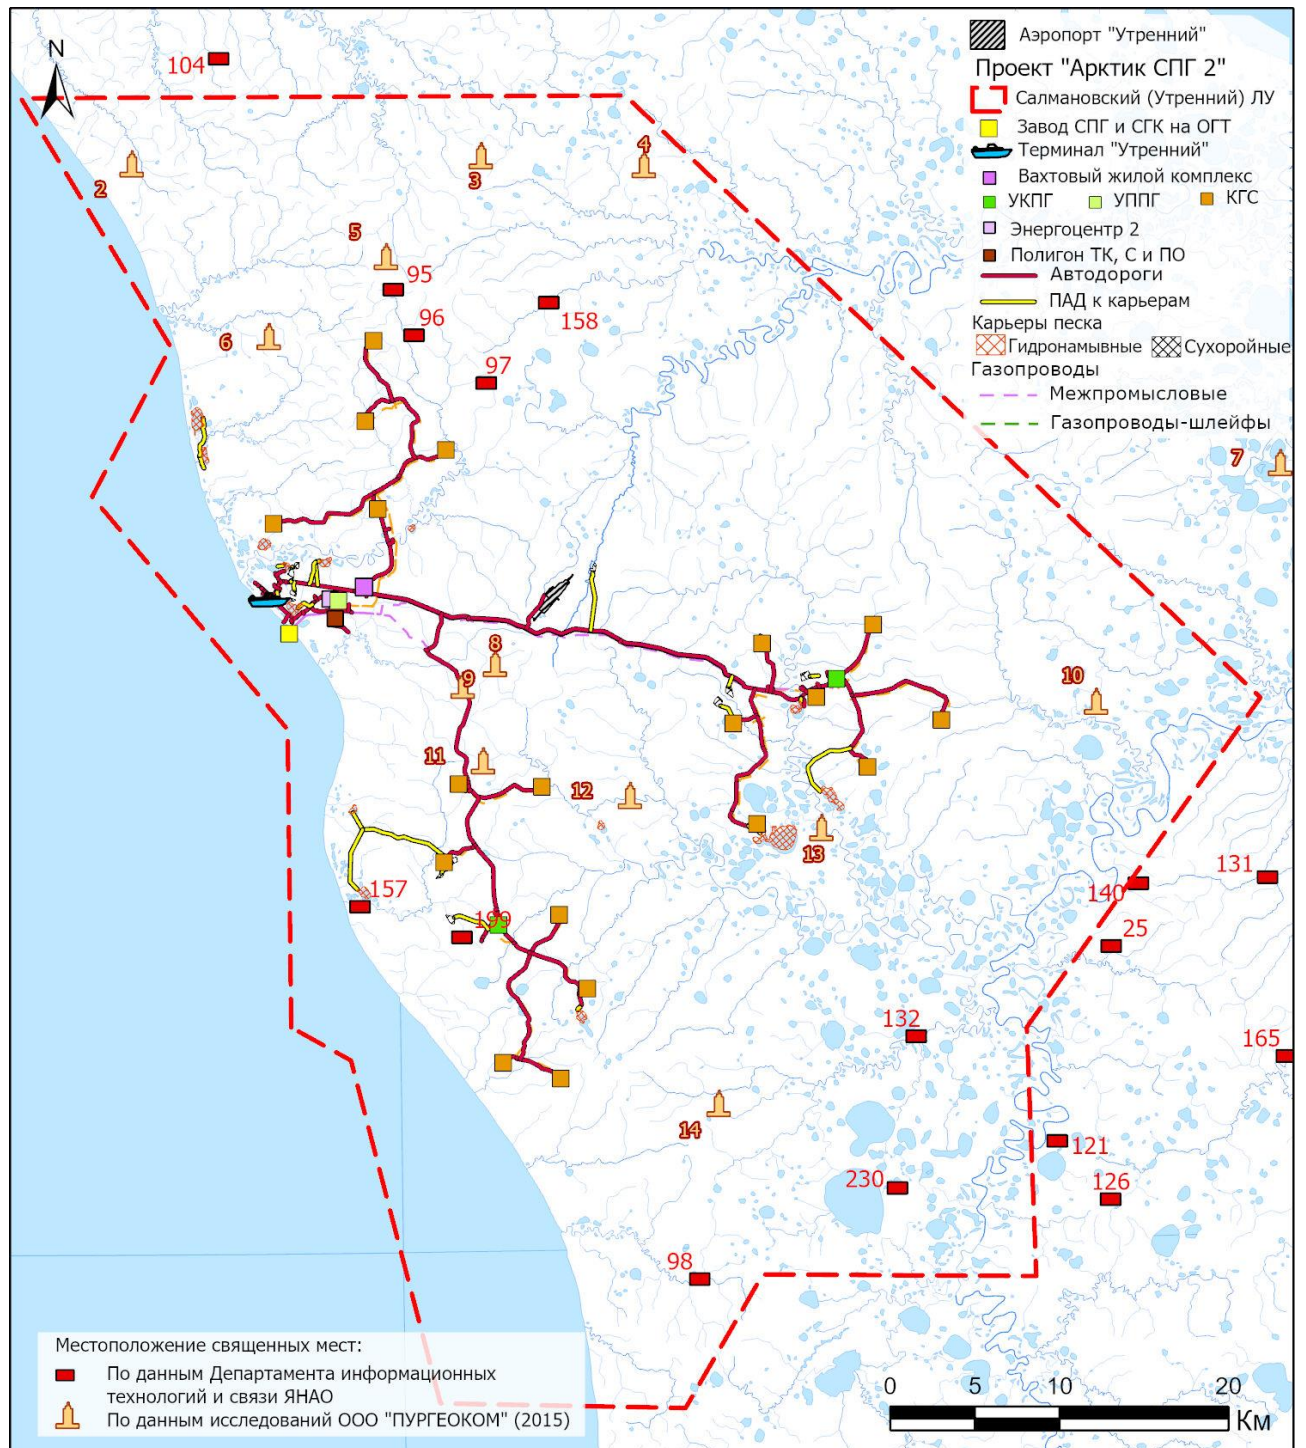 Аэропорт "Утренний"
Проект "Арктик СПГ 2"
Салмановский (Утренний) ЛУ
Завод СПГ и СГК на ОГТ
Терминал "Утренний"
Вахтовый жилой комплекс
УКПГ УППГ КГС
Энергоцентр 2
Полигон ТК, С и ПО
Автодороги
ПАД к карьерам
Карьеры песка
Гидронамывные Сухоройные
Газопроводы
Межпромысловые
Газопроводы-шлейфы
N
104
2
3
4
5
95
96
158
6
97
7
8
9
10
11
12
13
157
199
140
131
25
132
165
14
121
230
126
98
Местоположение священных мест:
По данным Департамента информационных
технологий и связи ЯНАО
По данным исследований ООО "ПУРГЕОКОМ" (2015)
0 5 10 20
Км